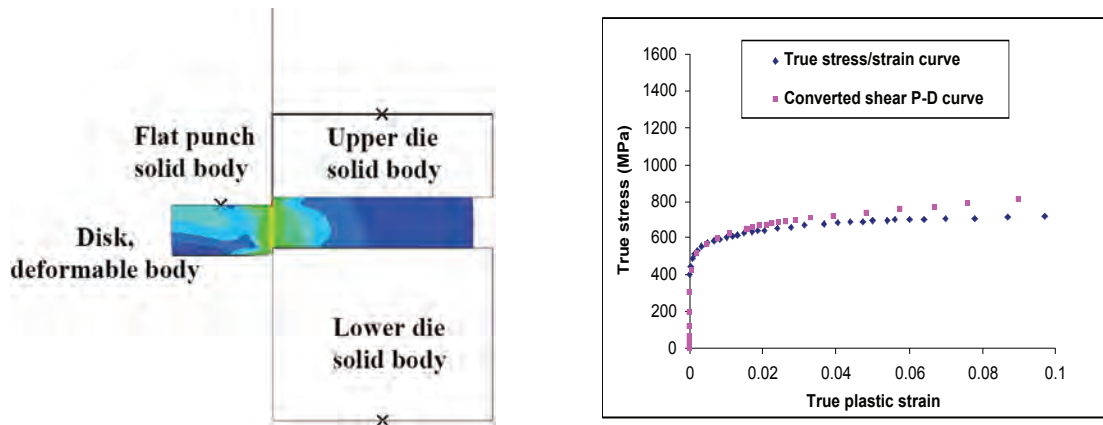 Flat punch
solid body
Upper die
solid body
Disk,
deformable body
Lower die
solid body
True stress (MPa)
1600
1400
1200
1000
800
600
400
200
0
True stress/strain curve
Converted shear P-D curve
0 0.02 0.04 0.06 0.08 0.1
True plastic strain